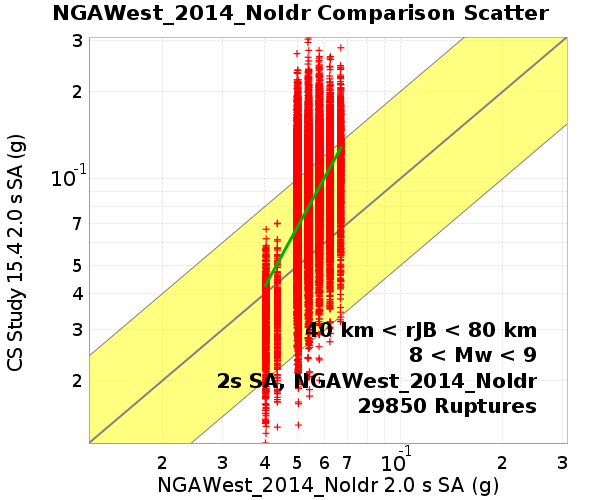 NGAWest_2014_NoIdr Comparison Scatter
3
2
10-1
7
5
4
3
2
CS Study 15.4 2.0 s SA (g)
40 km < rJB < 80 km
8 < Mw < 9
2s SA, NGAWest_2014_NoIdr
29850 Ruptures
2 3 4 5 6 7 10-1 2 3
NGAWest_2014_NoIdr 2.0 s SA (g)